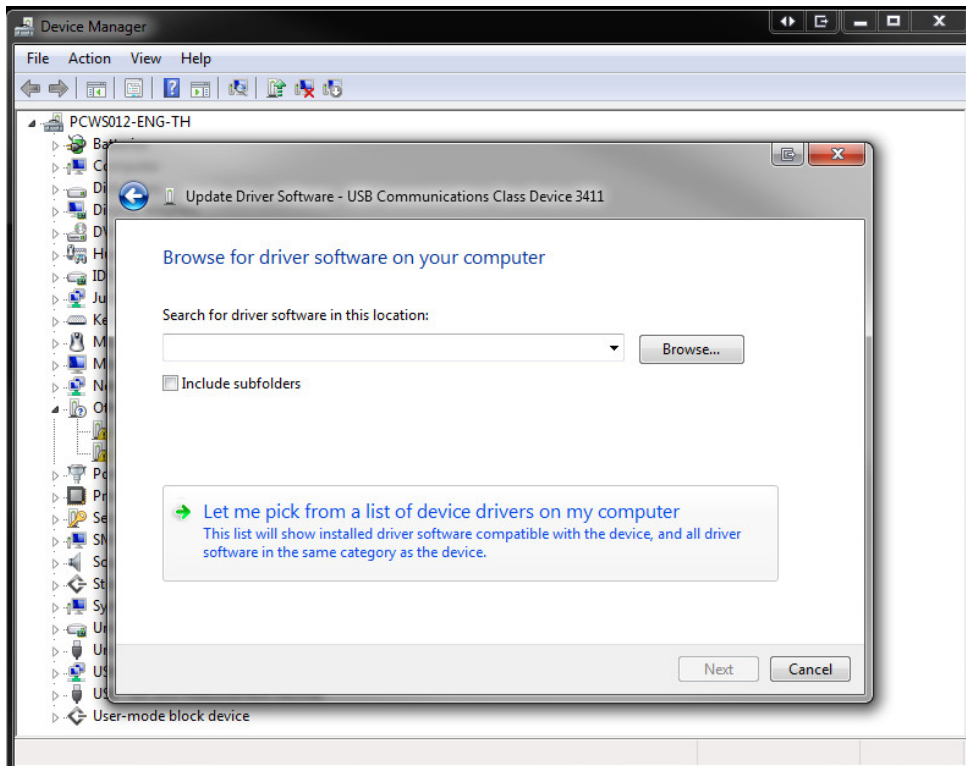 Device Manager
File Action View Help
PCWS012-ENG-TH
Update Driver Software - USB Communications Class Device 3411
Browse for driver software on your computer
Search for driver software in this location:
Browse...
Include subfolders
Let me pick from a list of device drivers on my computer
This list will show installed driver software compatible with the device, and all driver
software in the same category as the device.
Next Cancel
User-mode block device